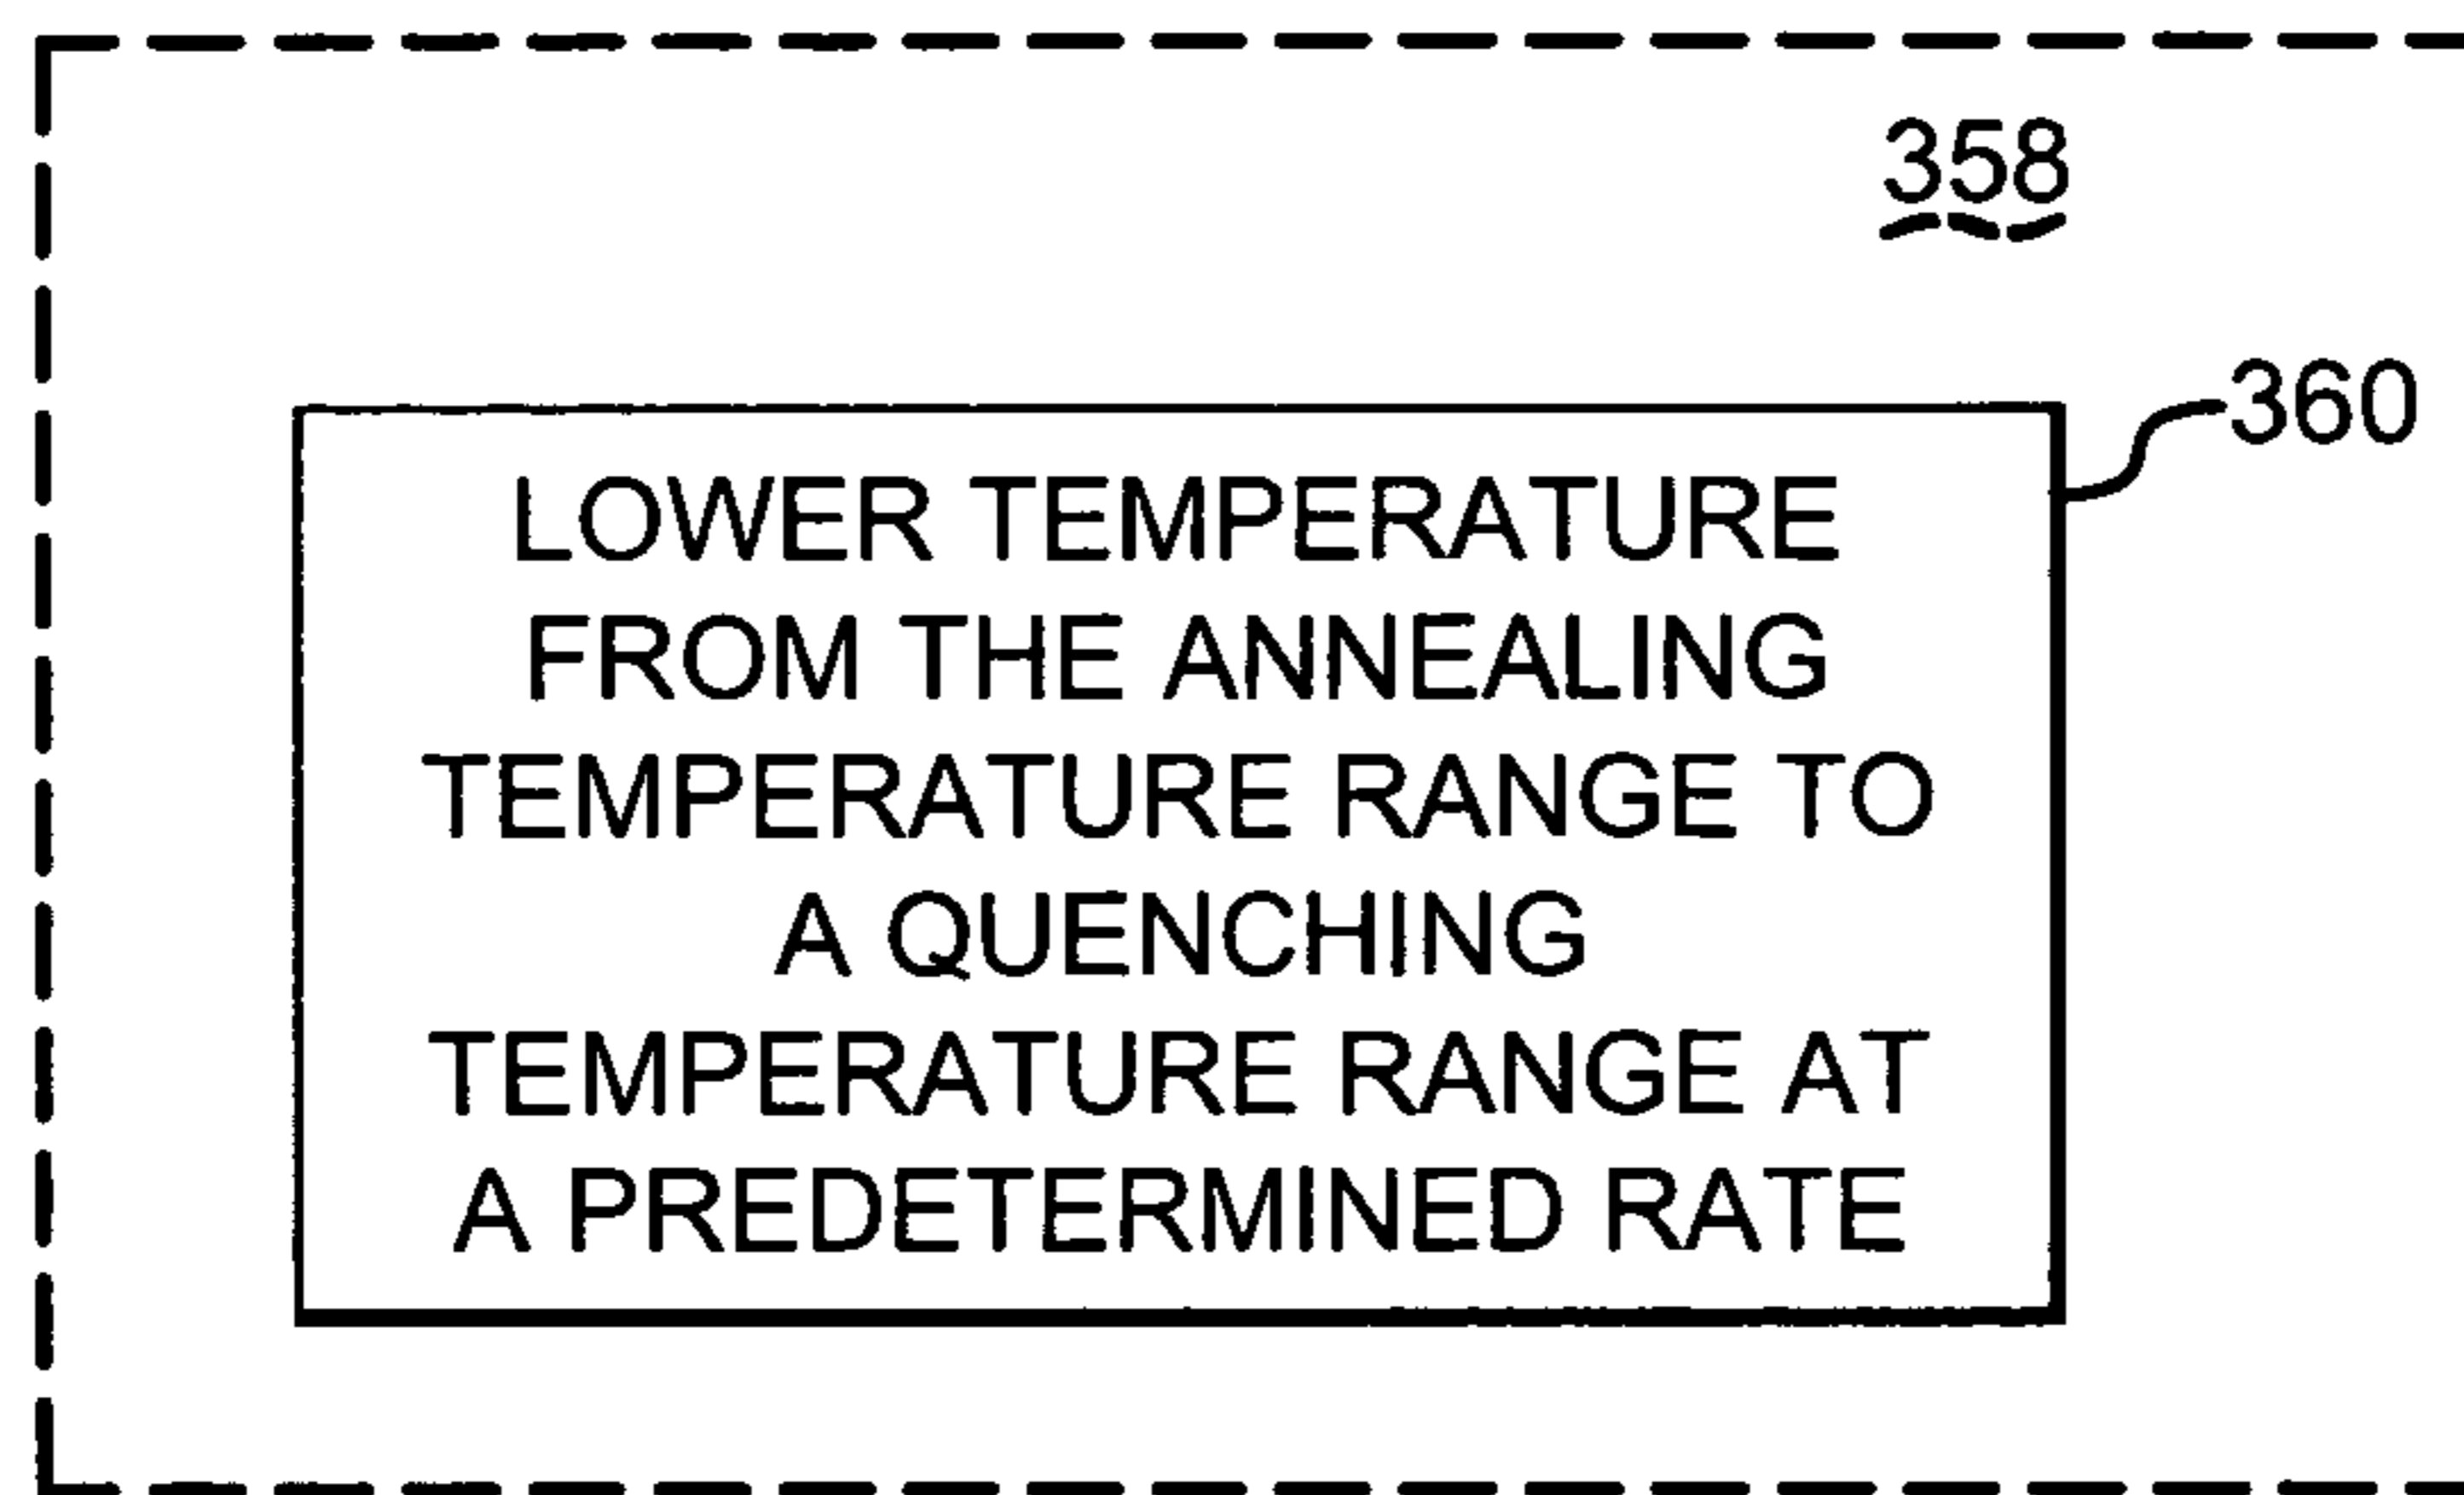 358
360
LOWER TEMPERATURE
FROM THE ANNEALING
TEMPERATURE RANGE TO
A QUENCHING
TEMPERATURE RANGE AT
A PREDETERMINED RATE